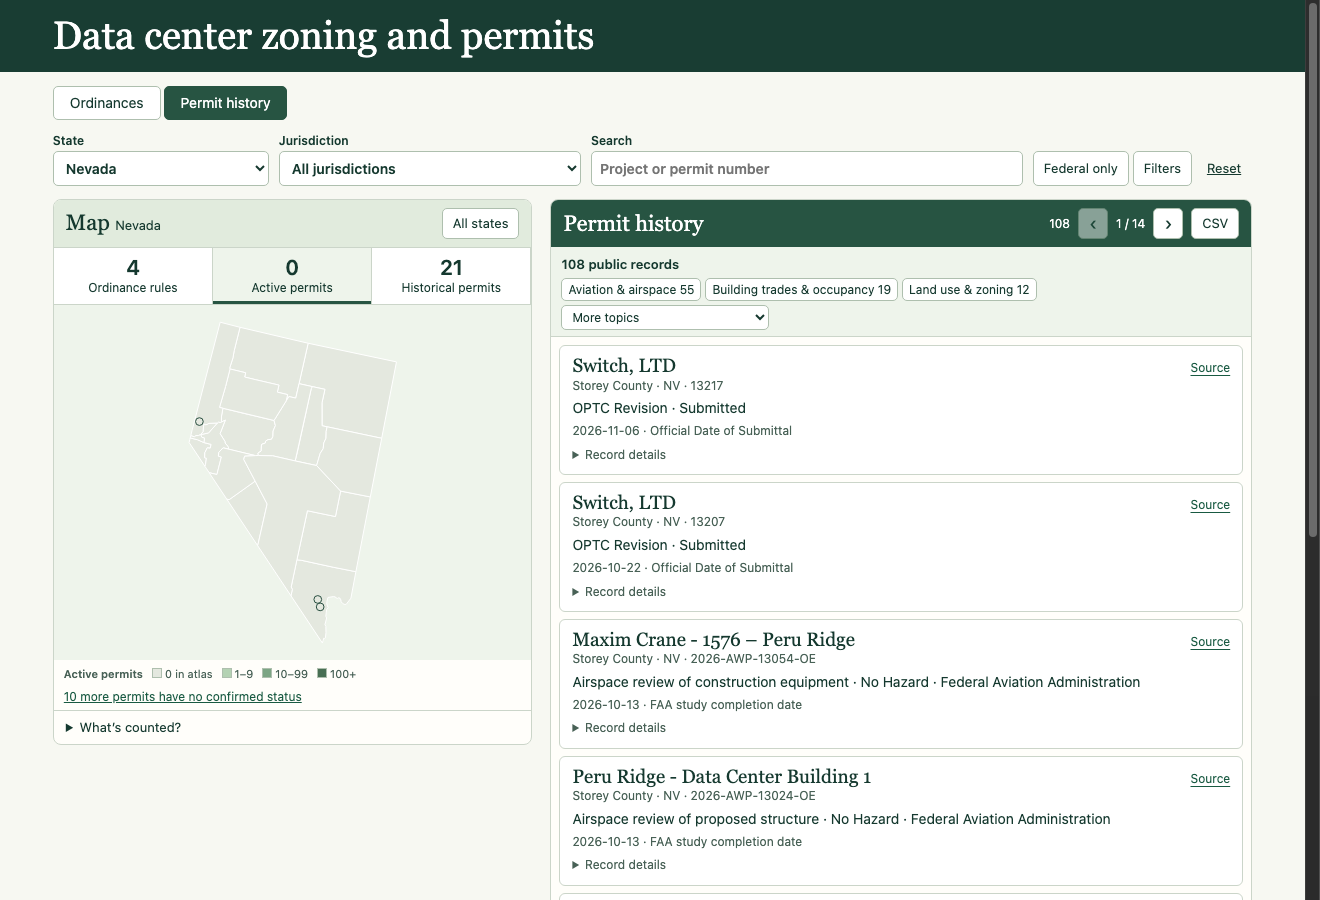 Data center zoning and permits
Ordinances
Permit history
State
Jurisdiction
Search
Nevada
All jurisdictions
Project or permit number
Federal only
Filters
Reset
Map Nevada
All states
4
Ordinance rules
0
Active permits
21
Historical permits
Active permits 0 in atlas 1–9 10–99 100+
10 more permits have no confirmed status
What's counted?
Permit history
108 ‹ 1 / 14 › CSV
108 public records
Aviation & airspace 55
Building trades & occupancy 19
Land use & zoning 12
More topics
Switch, LTD
Source
Storey County · NV · 13217
OPTC Revision · Submitted
2026-11-06 · Official Date of Submittal
Record details
Switch, LTD
Source
Storey County · NV · 13207
OPTC Revision · Submitted
2026-10-22 · Official Date of Submittal
Record details
Maxim Crane - 1576 – Peru Ridge
Source
Storey County · NV · 2026-AWP-13054-OE
Airspace review of construction equipment · No Hazard · Federal Aviation Administration
2026-10-13 · FAA study completion date
Record details
Peru Ridge - Data Center Building 1
Source
Storey County · NV · 2026-AWP-13024-OE
Airspace review of proposed structure · No Hazard · Federal Aviation Administration
2026-10-13 · FAA study completion date
Record details